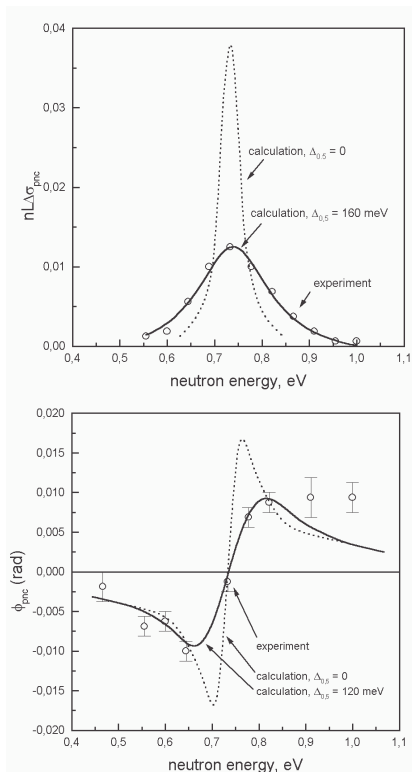 0,04
0,03
0,02
0,01
0,00
nLΔσpnc
calculation, Δ0.5 = 0
calculation, Δ0,5 = 160 meV
experiment
0,4 0,5 0,6 0,7 0,8 0,9 1,0 1,1
neutron energy, eV
0,020
0,015
0,010
0,005
0,000
-0,005
-0,010
-0,015
-0,020
ϕpnc (rad)
experiment
calculation, Δ0,5 = 0
calculation, Δ0,5 = 120 meV
0,4 0,5 0,6 0,7 0,8 0,9 1,0 1,1
neutron energy, eV